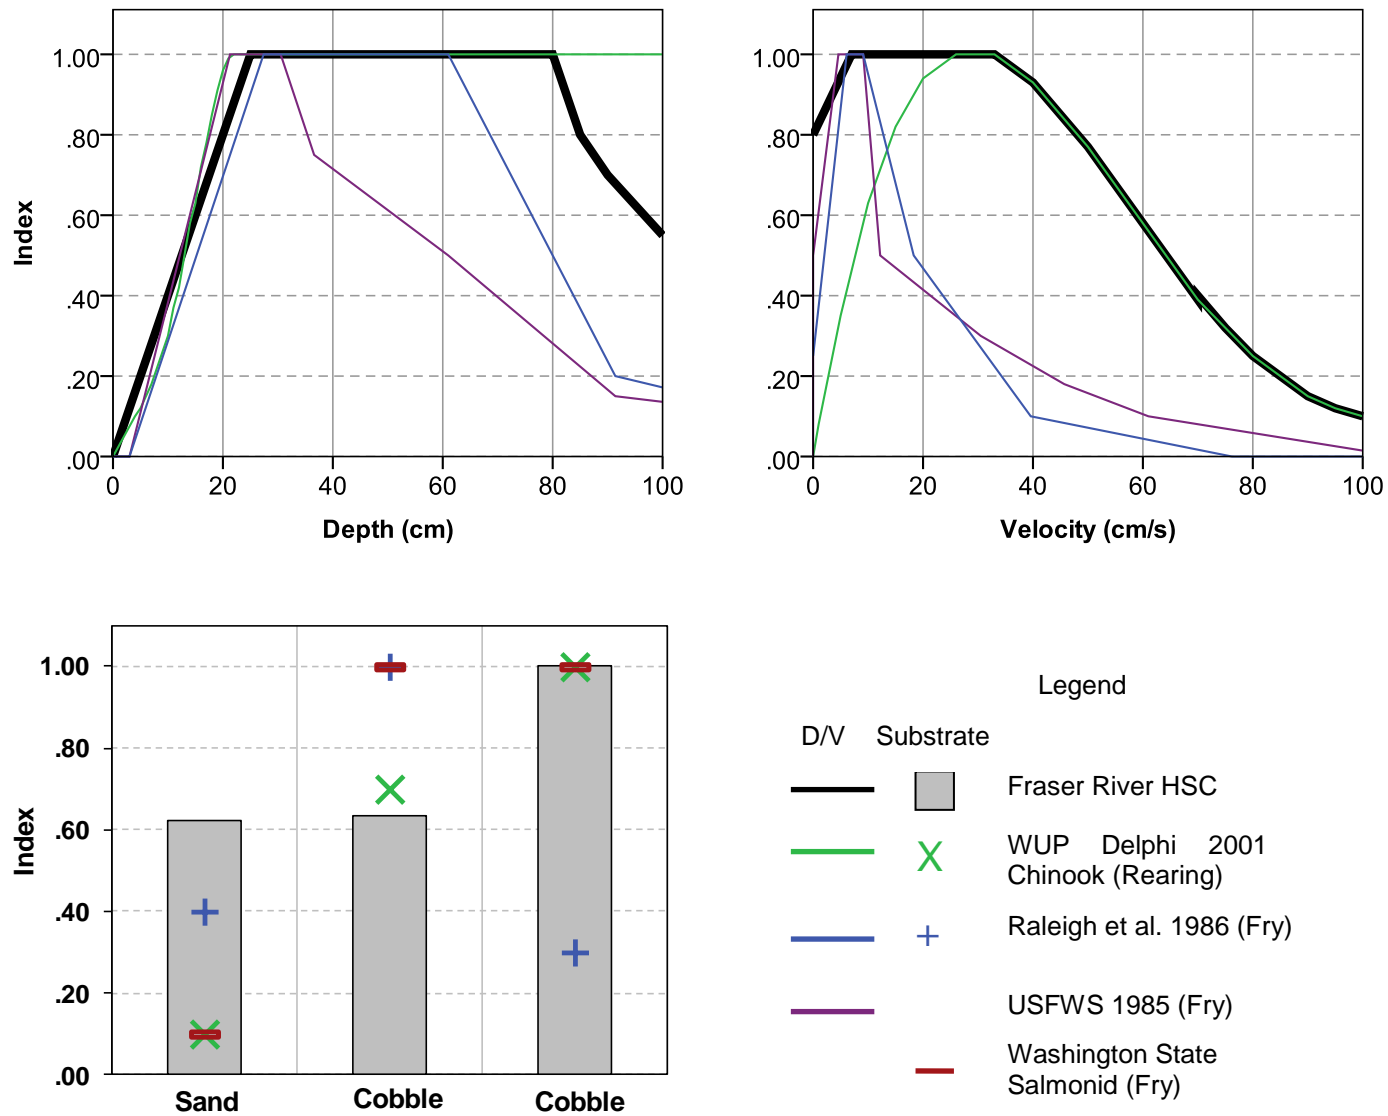 1.00
.80
.60
.40
.20
.00
Index
0 20 40 60 80 100
Depth (cm)
1.00
.80
.60
.40
.20
.00
0 20 40 60 80 100
Velocity (cm/s)
1.00
.80
.60
.40
.20
.00
Index
Sand Cobble Cobble
Legend
D/V Substrate
Fraser River HSC
WUP Delphi 2001
Chinook (Rearing)
Raleigh et al. 1986 (Fry)
USFWS 1985 (Fry)
Washington State
Salmonid (Fry)